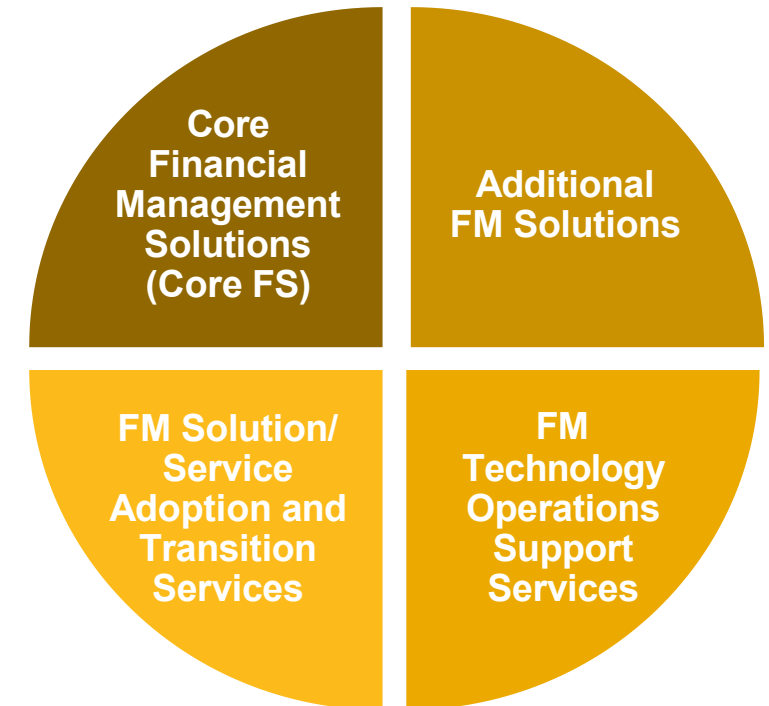 Core
Financial
Management
Solutions
(Core FS)
Additional
FM Solutions
FM Solution/
Service
Adoption and
Transition
Services
FM
Technology
Operations
Support
Services